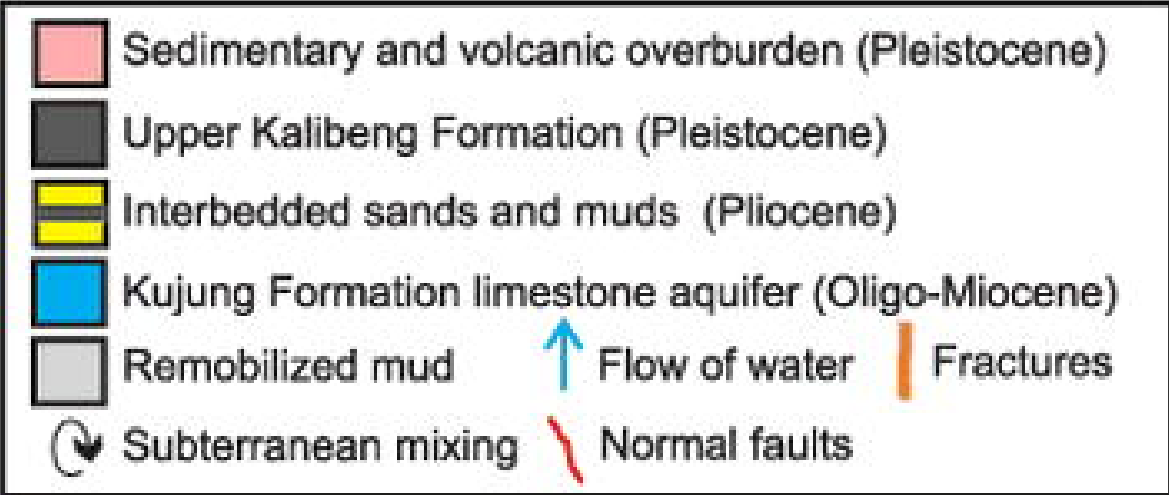 Sedimentary and volcanic overburden (Pleistocene)
Upper Kalibeng Formation (Pleistocene)
Interbedded sands and muds (Pliocene)
Kujung Formation limestone aquifer (Oligo-Miocene)
Remobilized mud Flow of water Fractures
Subterranean mixing Normal faults